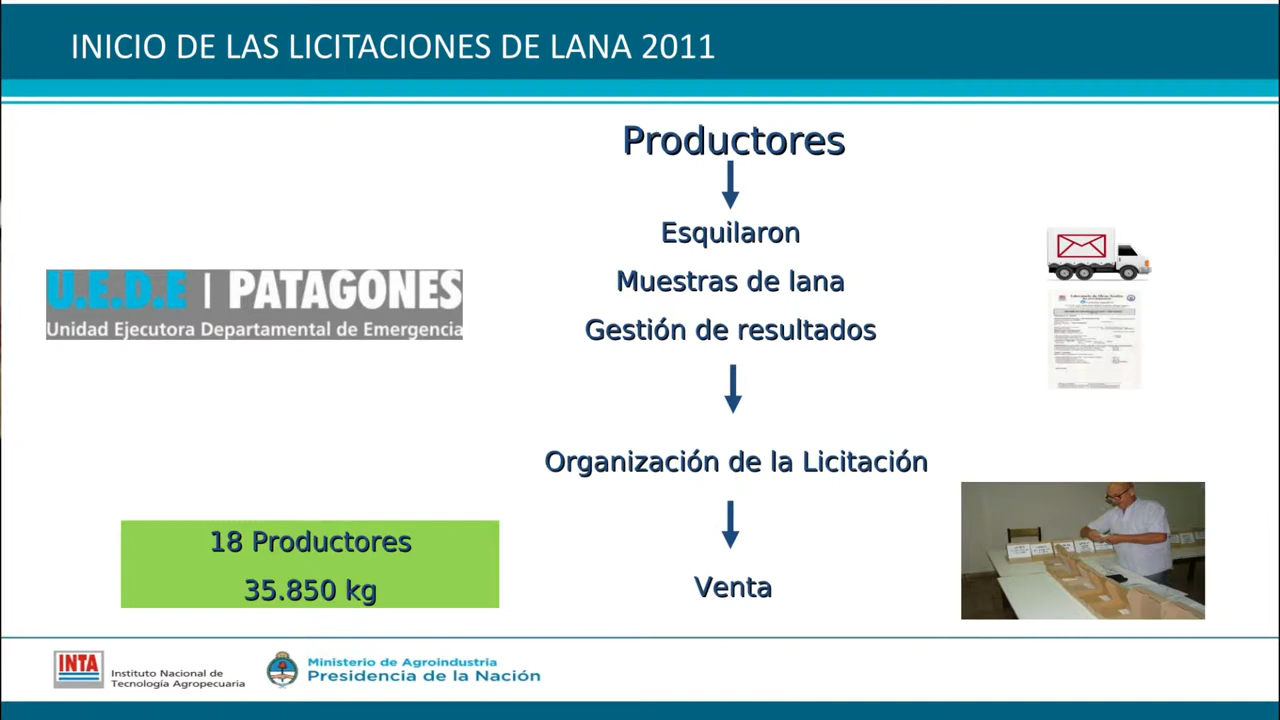 INICIO DE LAS LICITACIONES DE LANA 2011
Productores
Esquilaron
Muestras de lana
Gestión de resultados
U.E.D.E | PATAGONES
Unidad Ejecutora Departamental de Emergencia
Organización de la Licitación
18 Productores
35.850 kg
Venta
INTA
Instituto Nacional de
Tecnología Agropecuaria
Ministerio de Agroindustria
Presidencia de la Nación